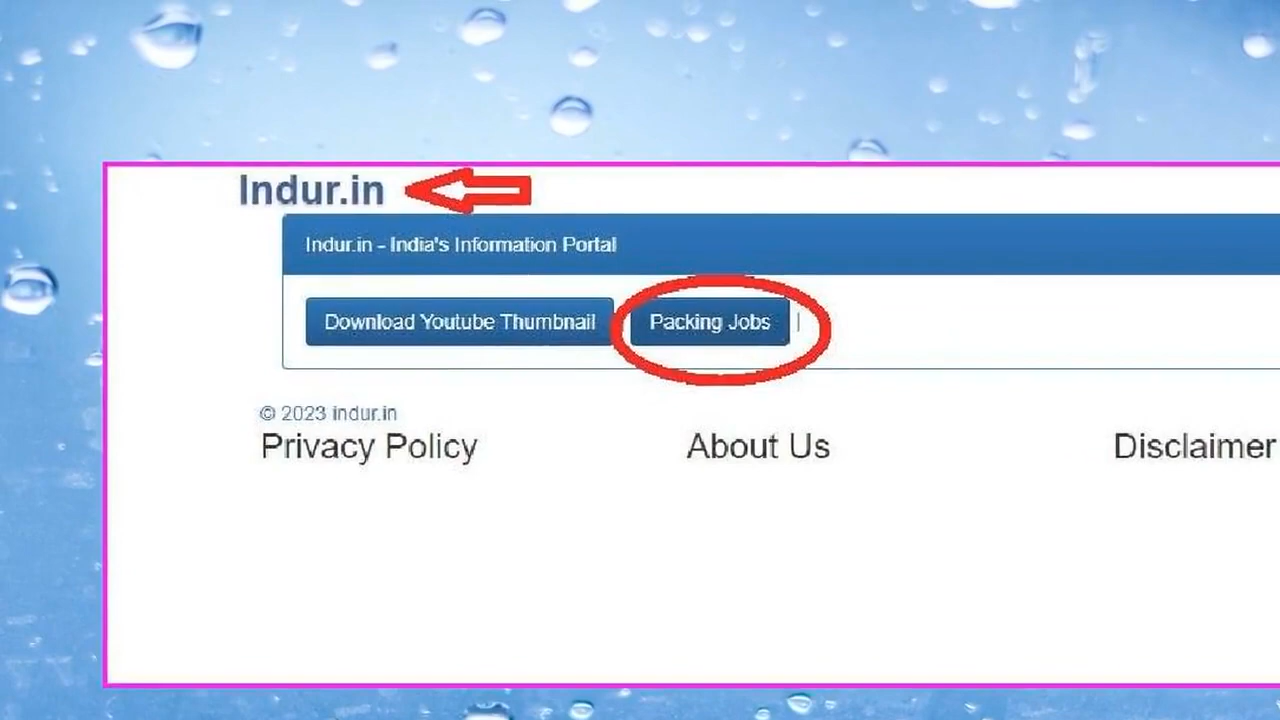 Indur.in
Indur.in - India's Information Portal
Download Youtube Thumbnail Packing Jobs |
© 2023 indur.in
Privacy Policy About Us Disclaimer